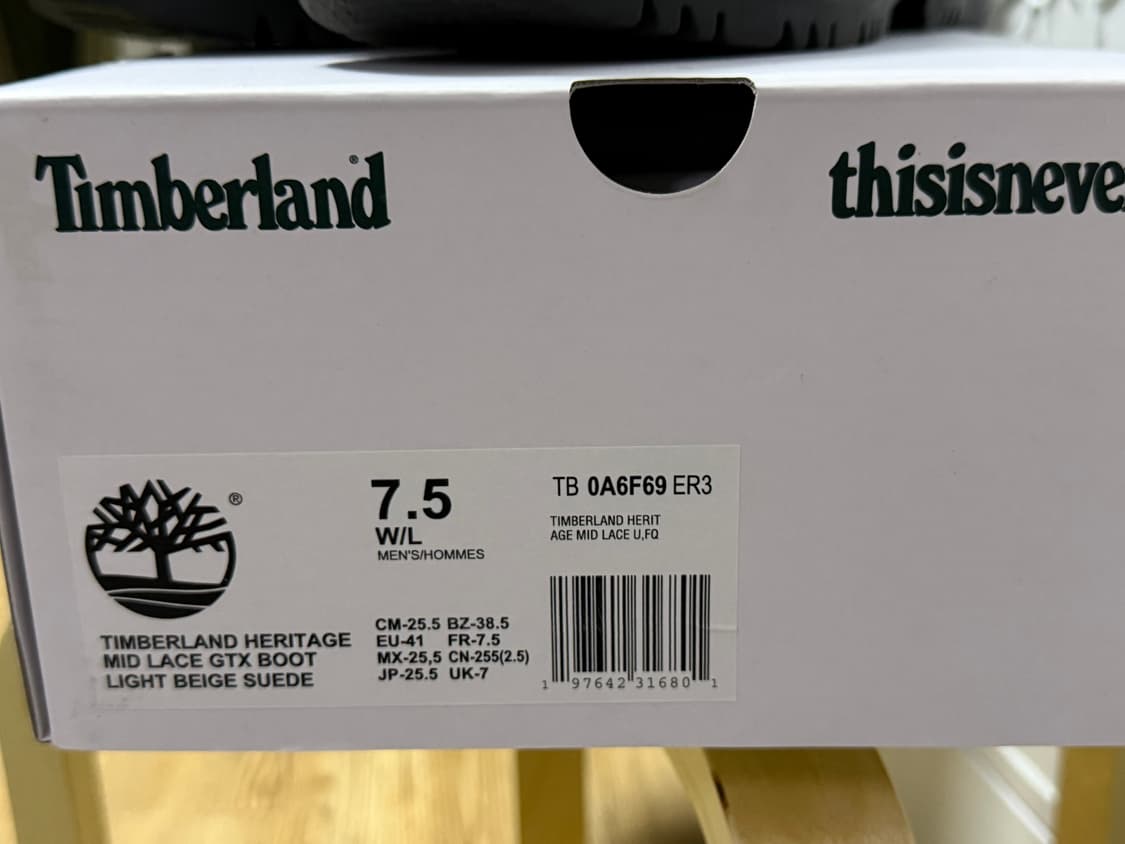 Timberland®
thisisneve
®
7.5
W/L
MEN'S/HOMMES
TB 0A6F69 ER3
TIMBERLAND HERIT
AGE MID LACE U,FQ
TIMBERLAND HERITAGE
MID LACE GTX BOOT
LIGHT BEIGE SUEDE
CM-25.5 BZ-38.5
EU-41 FR-7.5
MX-25,5 CN-255(2.5)
JP-25.5 UK-7
1 97642 31680 1